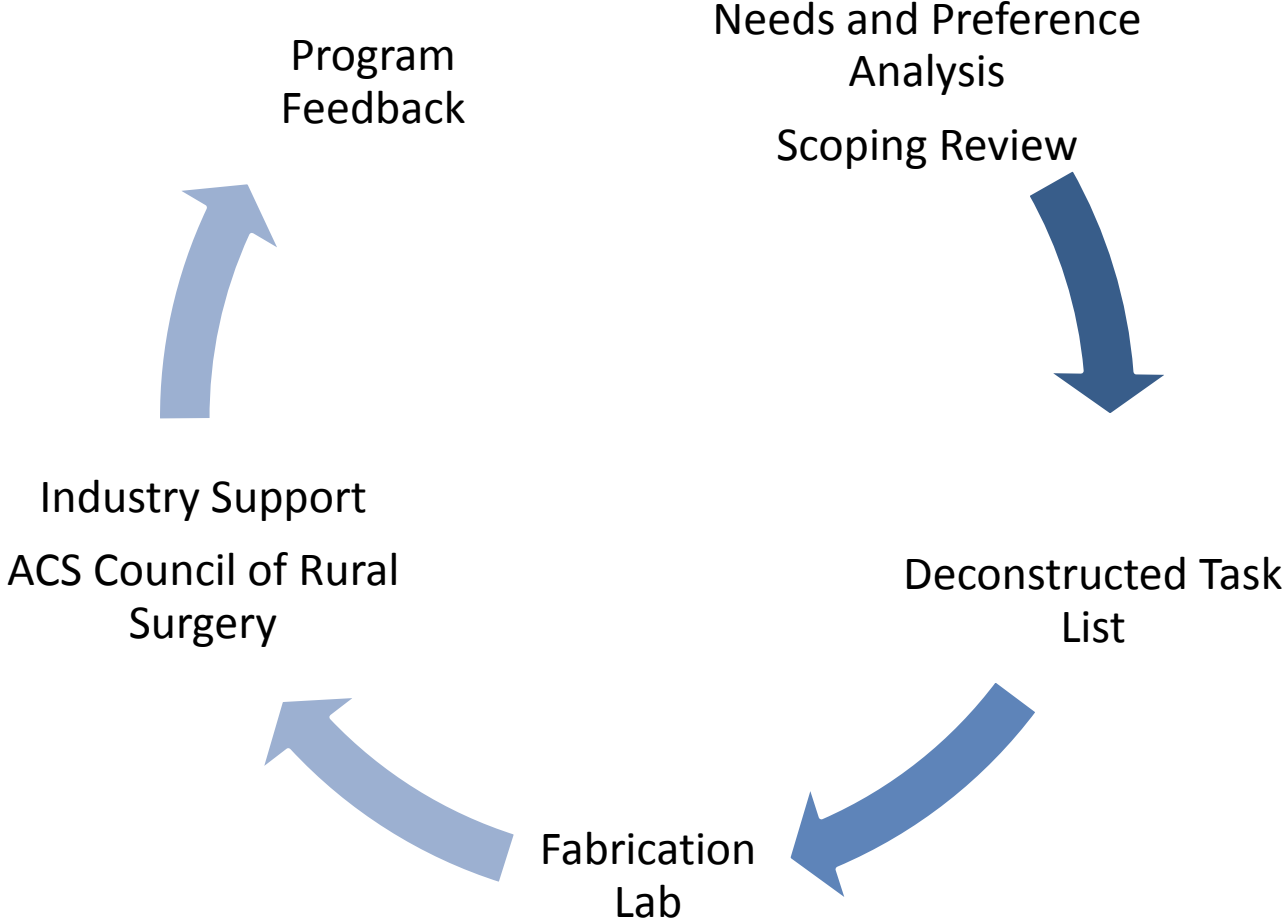 Needs and Preference
Analysis
Scoping Review
Deconstructed Task
List
Fabrication
Lab
Industry Support
ACS Council of Rural
Surgery
Program
Feedback